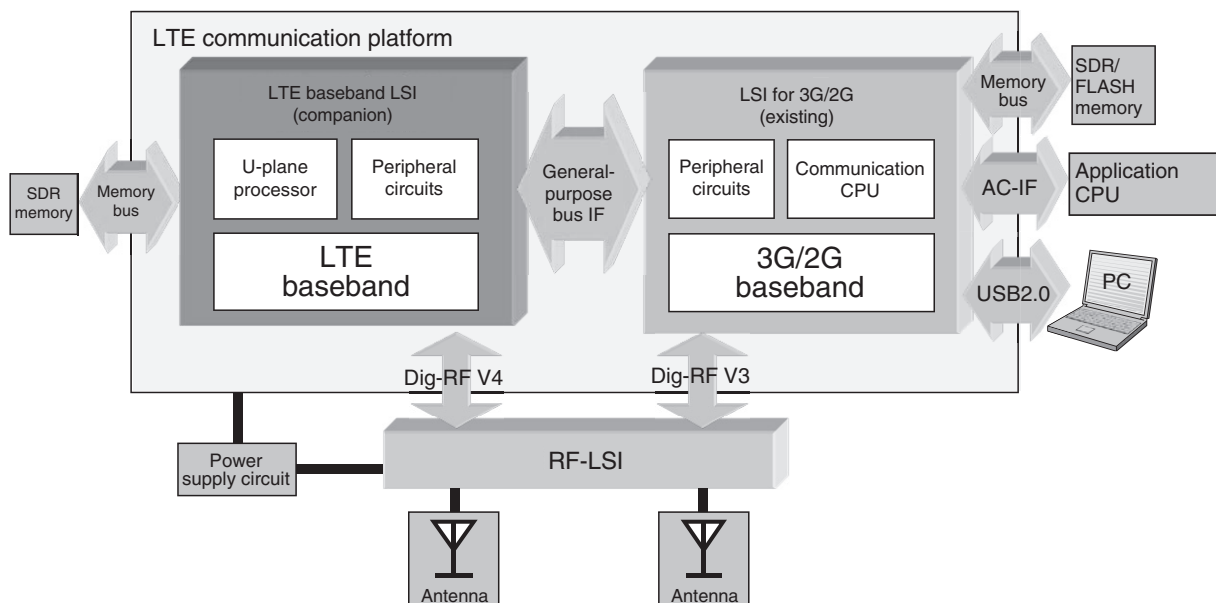 LTE communication platform
LTE baseband LSI
(companion)
U-plane
processor
Peripheral
circuits
LTE
baseband
SDR
memory
Memory
bus
General-
purpose
bus IF
LSI for 3G/2G
(existing)
Peripheral
circuits
Communication
CPU
3G/2G
baseband
Memory
bus
SDR/
FLASH
memory
AC-IF
Application
CPU
USB2.0
PC
Dig-RF V4
Dig-RF V3
Power
supply circuit
RF-LSI
Antenna
Antenna